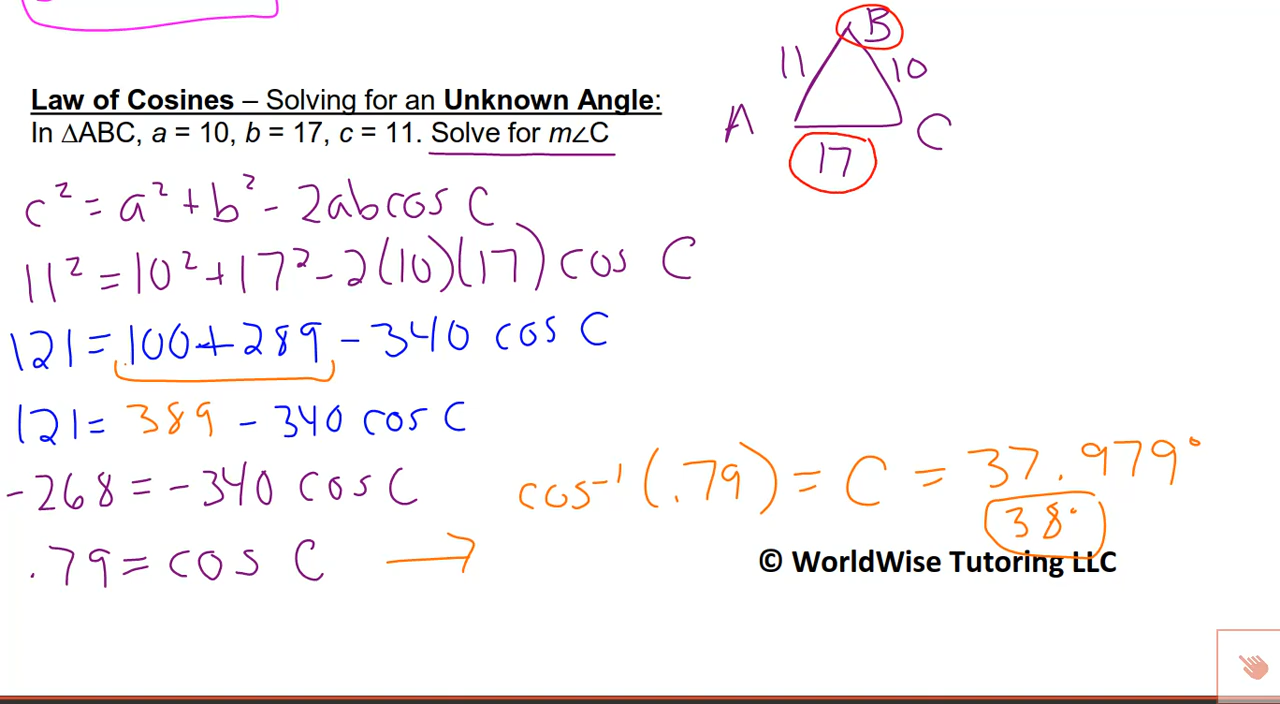 B
11
10
A
C
17
Law of Cosines – Solving for an Unknown Angle:
In ∆ABC, a = 10, b = 17, c = 11. Solve for m∠C
c² = a² + b² - 2abcos C
11² = 10² + 17² - 2(10)(17) cos C
121 = 100 + 289 - 340 cos C
121 = 389 - 340 cos C
-268 = -340 cos C
.79 = cos C →
cos⁻¹(.79) = C = 37.979°
38°
© WorldWise Tutoring LLC